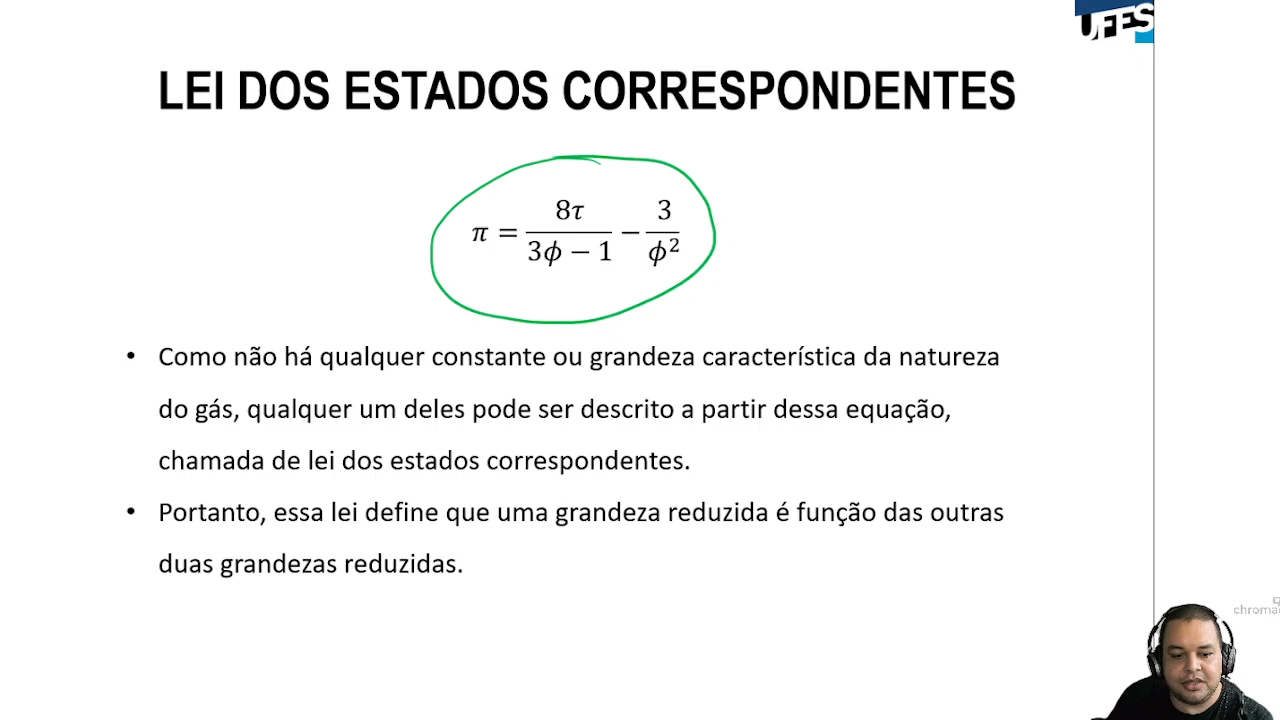 UFES
LEI DOS ESTADOS CORRESPONDENTES
π = 8τ/(3ϕ − 1) − 3/ϕ²
• Como não há qualquer constante ou grandeza característica da natureza
do gás, qualquer um deles pode ser descrito a partir dessa equação,
chamada de lei dos estados correspondentes.
• Portanto, essa lei define que uma grandeza reduzida é função das outras
duas grandezas reduzidas.